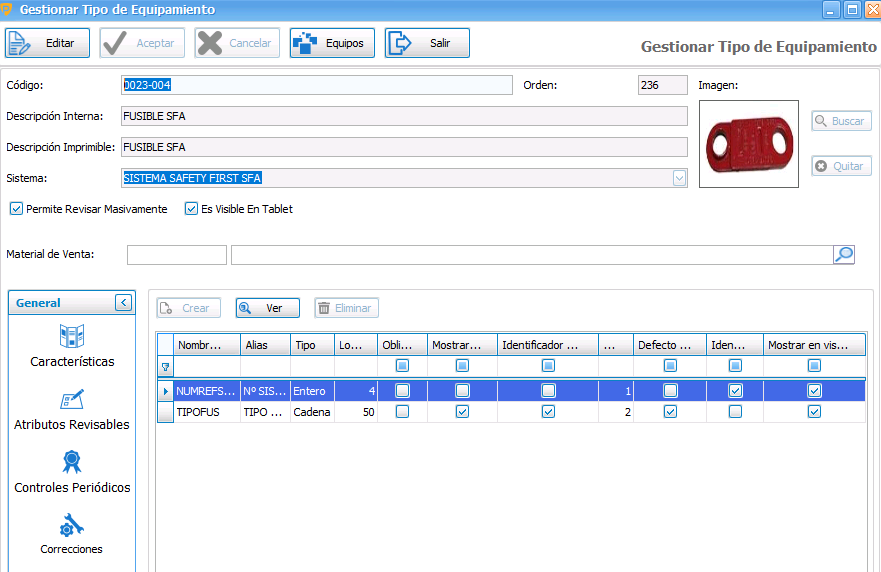 Gestionar Tipo de Equipamiento
Editar Aceptar Cancelar Equipos Salir Gestionar Tipo de Equipamiento
Código: 0023-004 Orden: 236 Imagen:
Descripción Interna: FUSIBLE SFA Buscar
Descripción Imprimible: FUSIBLE SFA Quitar
Sistema: SISTEMA SAFETY FIRST SFA
Permite Revisar Masivamente Es Visible En Tablet
Material de Venta:
General < Crear Ver Eliminar
Nombr... Alias Tipo Lo... Obli... Mostrar... Identificador ... ... Defecto ... Iden... Mostrar en vis...
NUMREFS... Nº SIS... Entero 4 1
TIPOFUS TIPO ... Cadena 50 2
Características
Atributos Revisables
Controles Periódicos
Correcciones